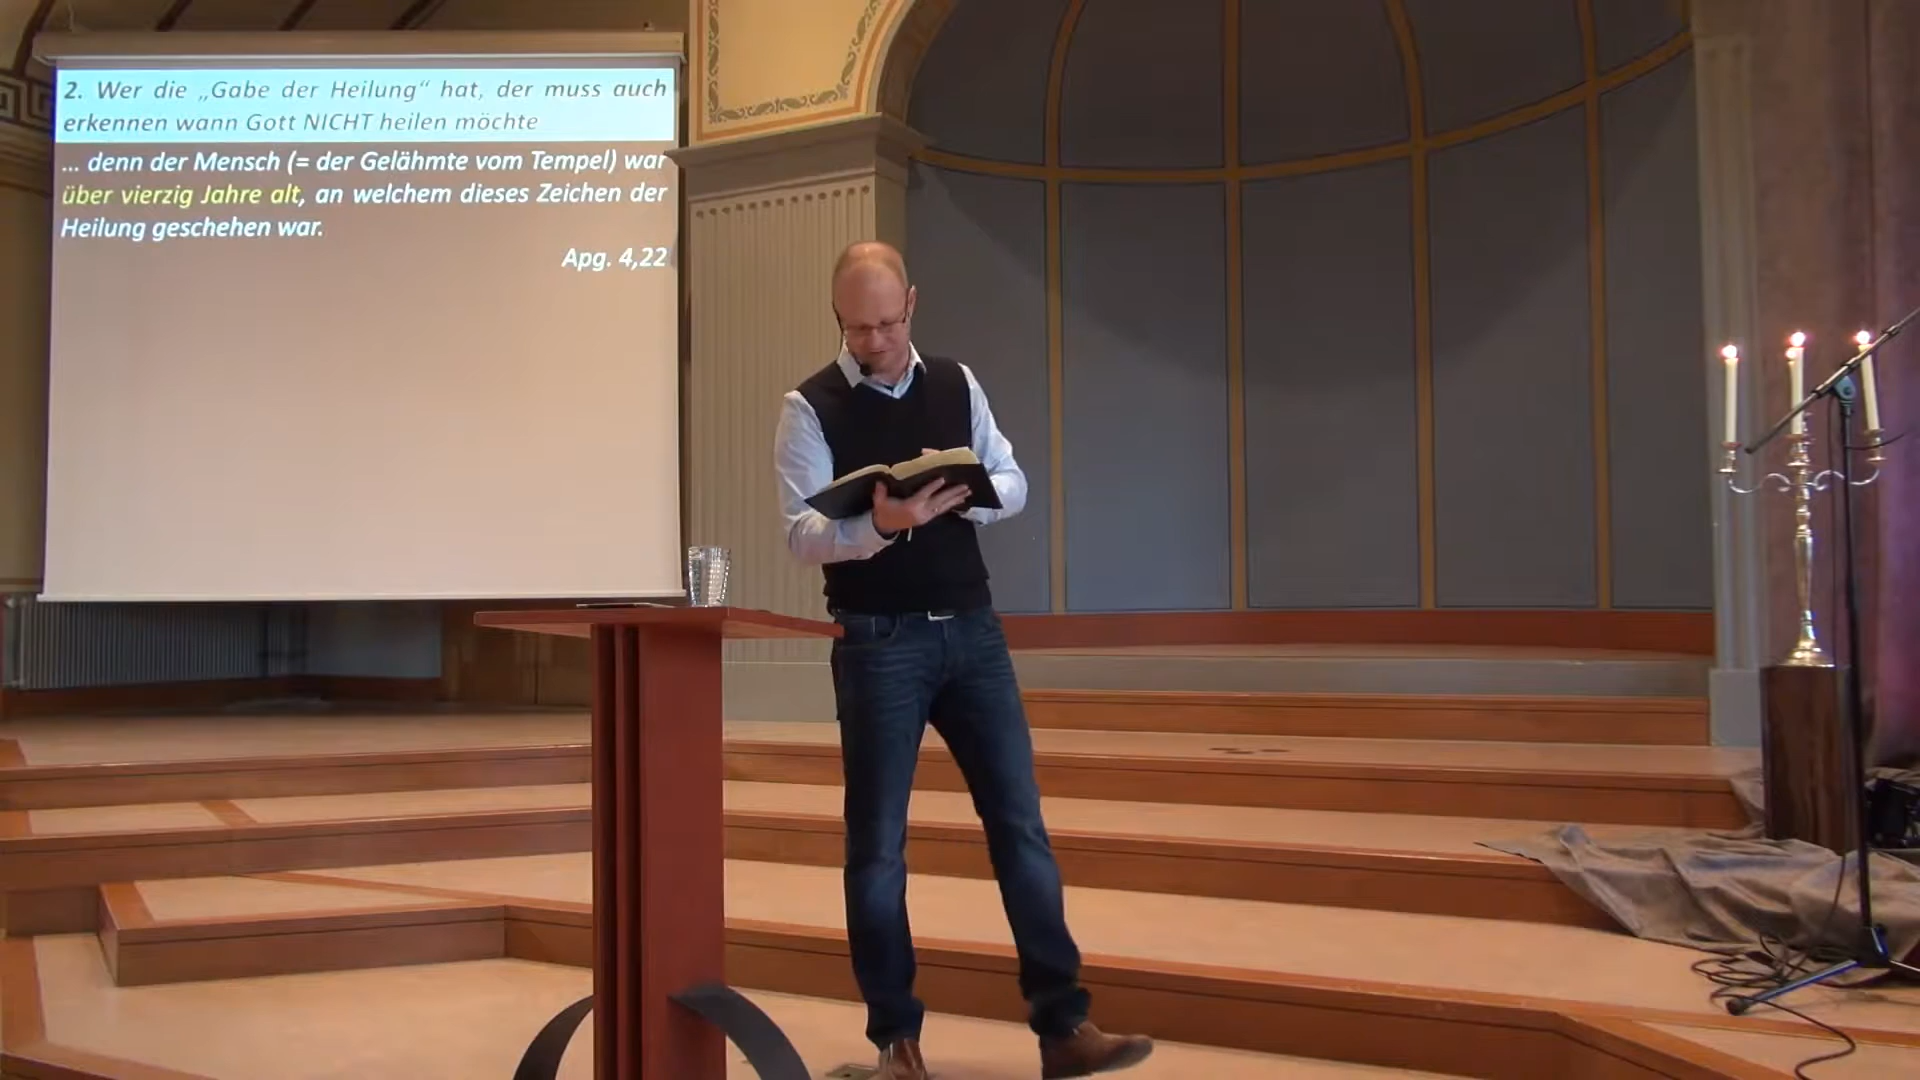 2. Wer die „Gabe der Heilung“ hat, der muss auch
erkennen wann Gott NICHT heilen möchte
... denn der Mensch (= der Gelähmte vom Tempel) war
über vierzig Jahre alt, an welchem dieses Zeichen der
Heilung geschehen war.
Apg. 4,22